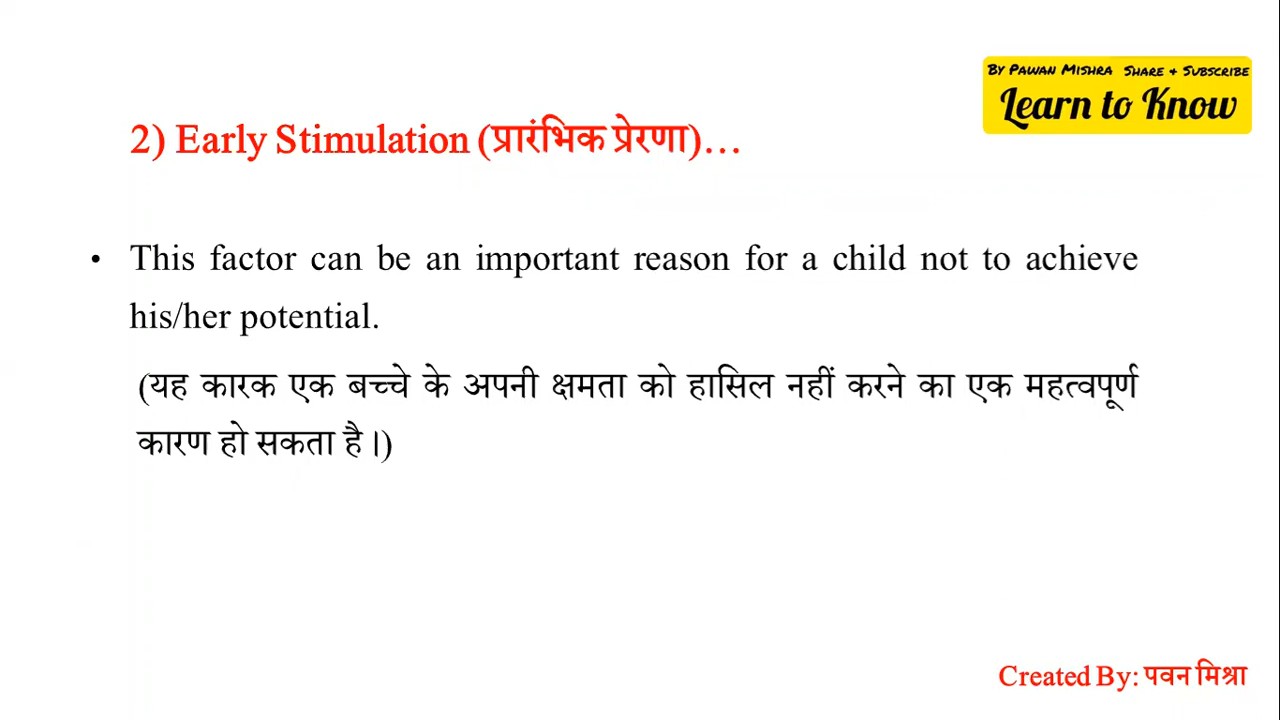 By Pawan Mishra Share & Subscribe
Learn to Know
2) Early Stimulation (प्रारंभिक प्रेरणा)...
• This factor can be an important reason for a child not to achieve
his/her potential.
(यह कारक एक बच्चे के अपनी क्षमता को हासिल नहीं करने का एक महत्वपूर्ण
कारण हो सकता है।)
Created By: पवन मिश्रा